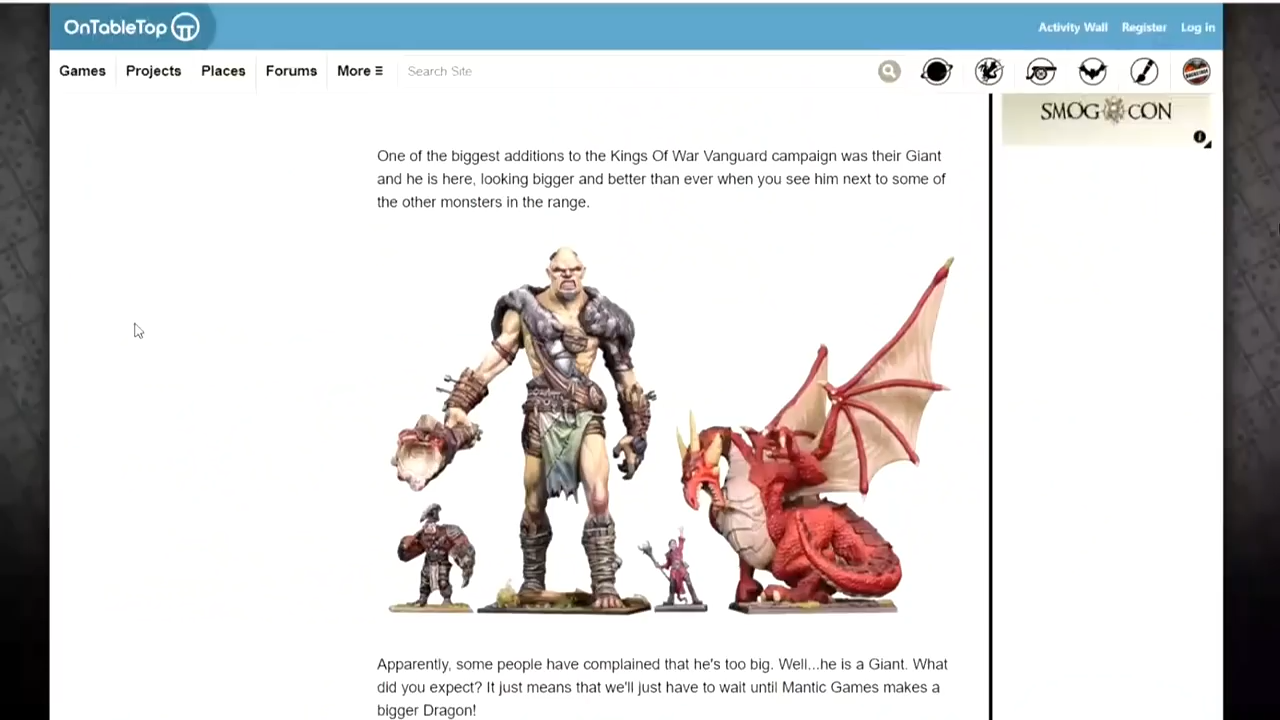 OnTableTop
Activity Wall Register Log in
Games Projects Places Forums More Search Site
SMOG CON
One of the biggest additions to the Kings Of War Vanguard campaign was their Giant
and he is here, looking bigger and better than ever when you see him next to some of
the other monsters in the range.
Apparently, some people have complained that he's too big. Well...he is a Giant. What
did you expect? It just means that we'll just have to wait until Mantic Games makes a
bigger Dragon!